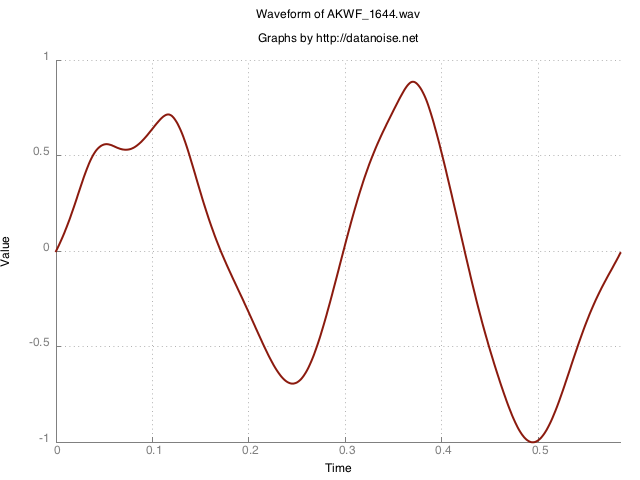 Waveform of AKWF_1644.wav
Graphs by http://datanoise.net
1
0.5
0
-0.5
-1
Value
0 0.1 0.2 0.3 0.4 0.5
Time